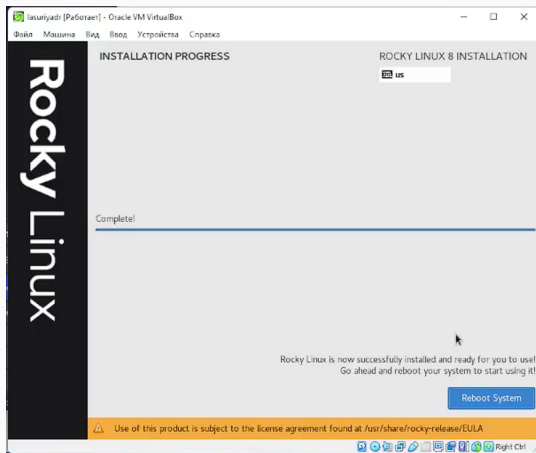 lasuriyadr [Работает] - Oracle VM VirtualBox
Файл Машина Вид Ввод Устройства Справка
Rocky Linux
INSTALLATION PROGRESS
ROCKY LINUX 8 INSTALLATION
us
Complete!
Rocky Linux is now successfully installed and ready for you to use!
Go ahead and reboot your system to start using it!
Reboot System
Use of this product is subject to the license agreement found at /usr/share/rocky-release/EULA
Right Ctrl